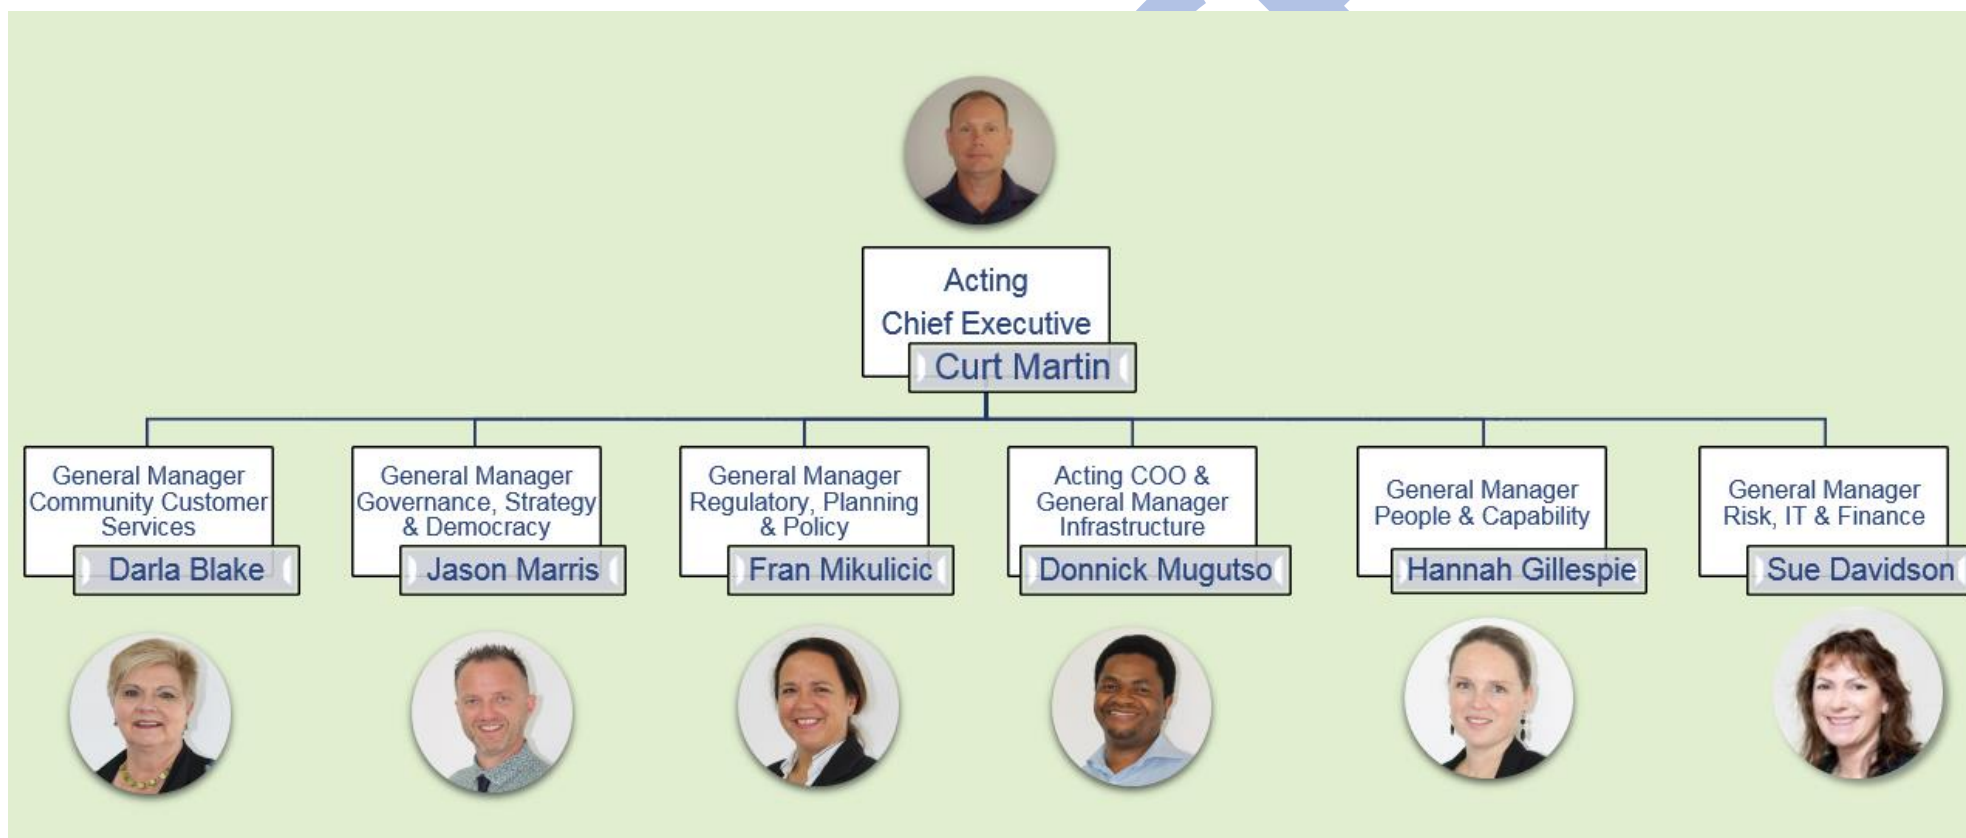 Acting
Chief Executive
Curt Martin
General Manager
Community Customer
Services
Darla Blake
General Manager
Governance, Strategy
& Democracy
Jason Marris
General Manager
Regulatory, Planning
& Policy
Fran Mikulicic
Acting COO &
General Manager
Infrastructure
Donnick Mugutso
General Manager
People & Capability
Hannah Gillespie
General Manager
Risk, IT & Finance
Sue Davidson